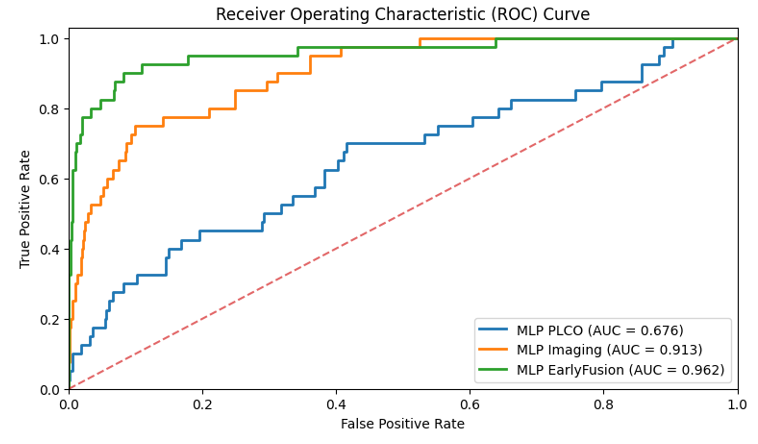 Receiver Operating Characteristic (ROC) Curve
True Positive Rate
1.0
0.8
0.6
0.4
0.2
0.0
MLP PLCO (AUC = 0.676)
MLP Imaging (AUC = 0.913)
MLP EarlyFusion (AUC = 0.962)
0.0 0.2 0.4 0.6 0.8 1.0
False Positive Rate